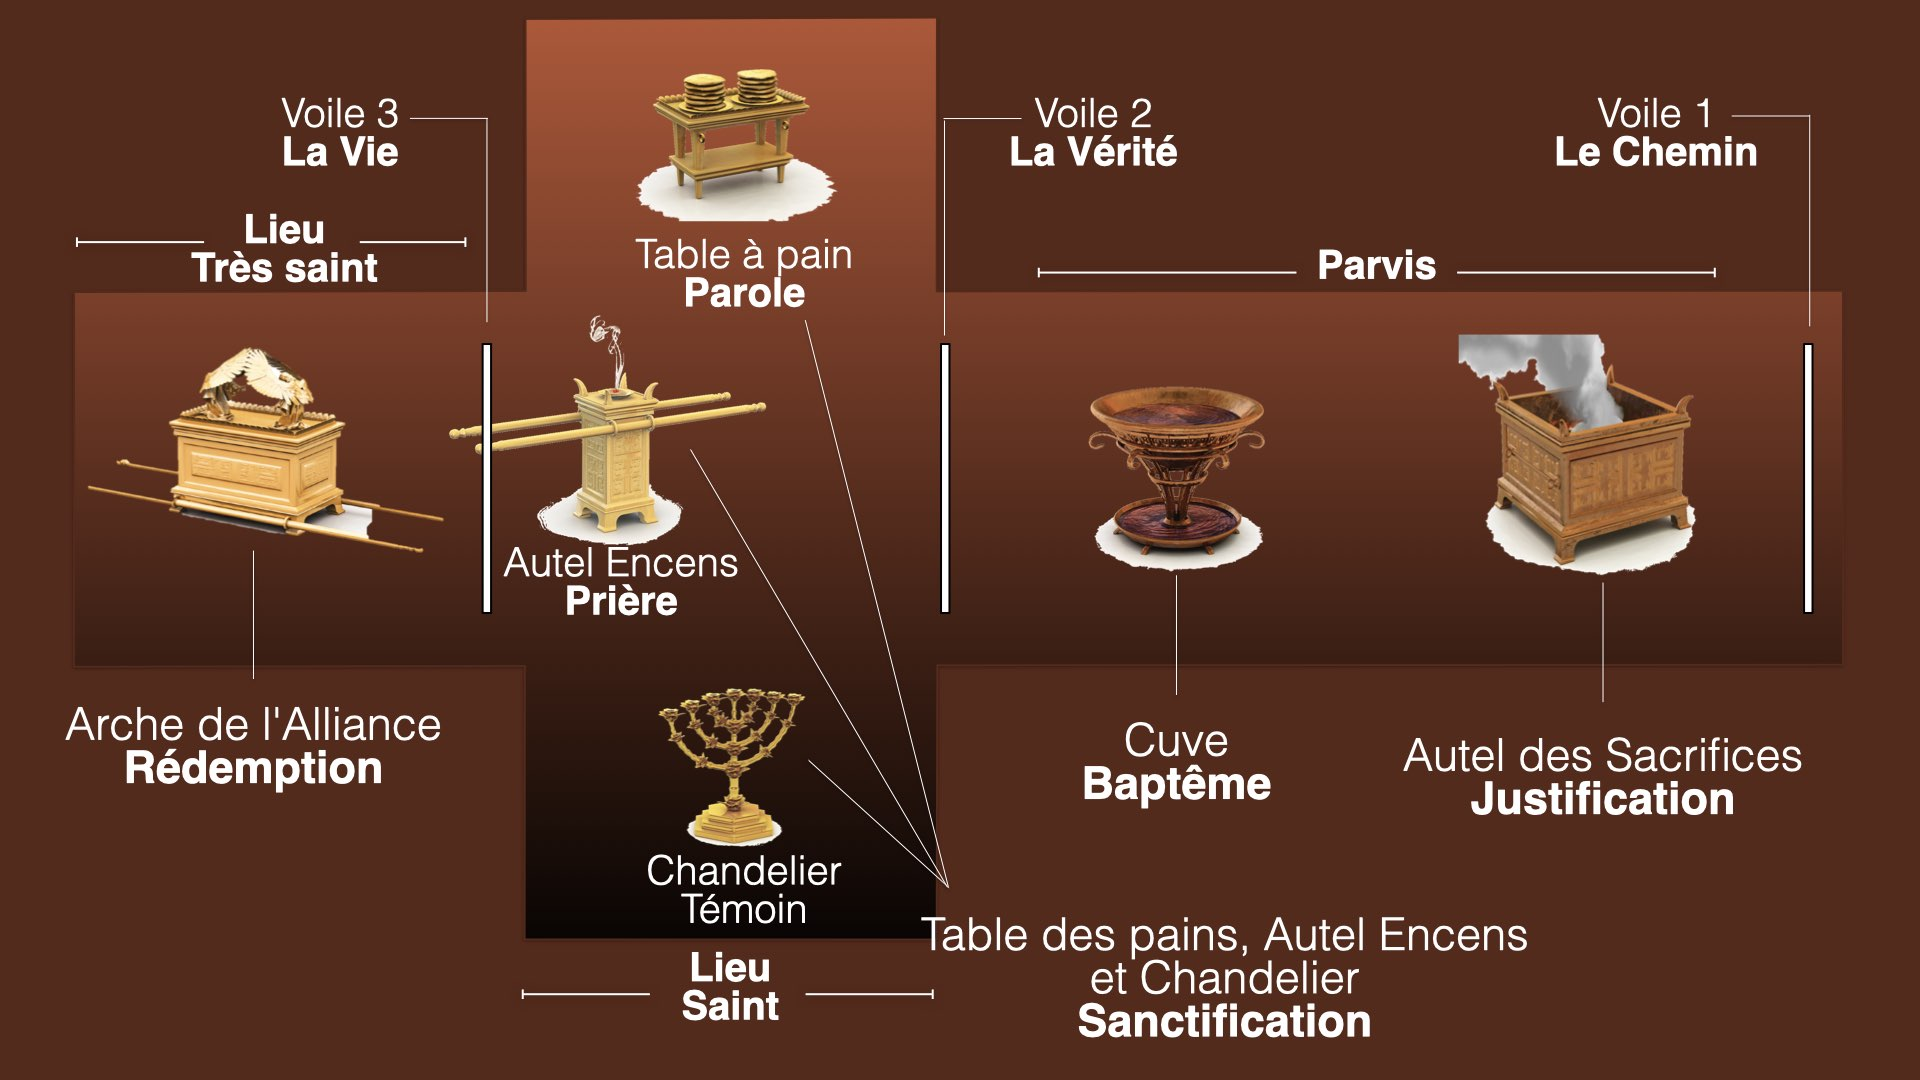 Voile 3
La Vie
Voile 2
La Vérité
Voile 1
Le Chemin
Lieu
Très saint
Table à pain
Parole
Parvis
Autel Encens
Prière
Arche de l'Alliance
Rédemption
Cuve
Baptême
Autel des Sacrifices
Justification
Chandelier
Témoin
Table des pains, Autel Encens
et Chandelier
Sanctification
Lieu
Saint